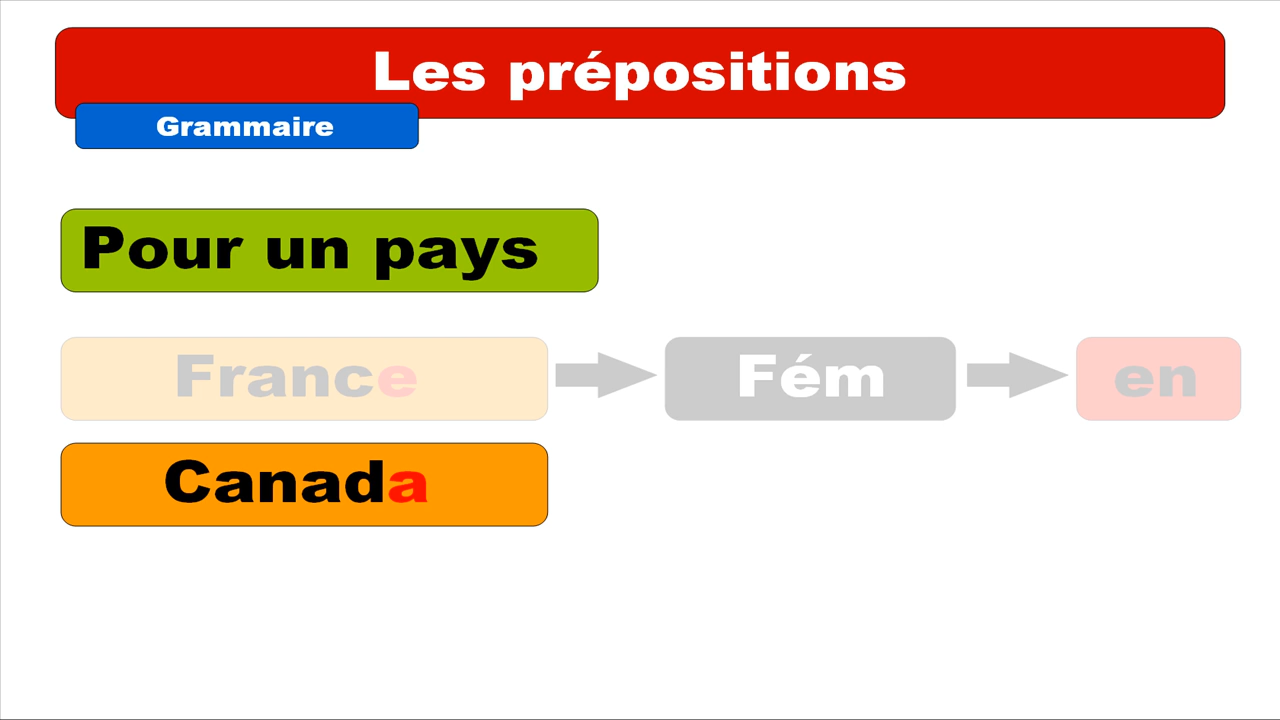 Les prépositions
Grammaire
Pour un pays
France
Fém
en
Canada